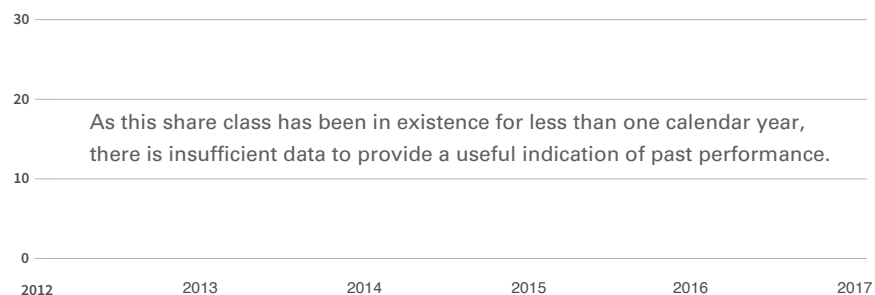 30
20
As this share class has been in existence for less than one calendar year,
there is insufficient data to provide a useful indication of past performance.
10
0
2012 2013 2014 2015 2016 2017